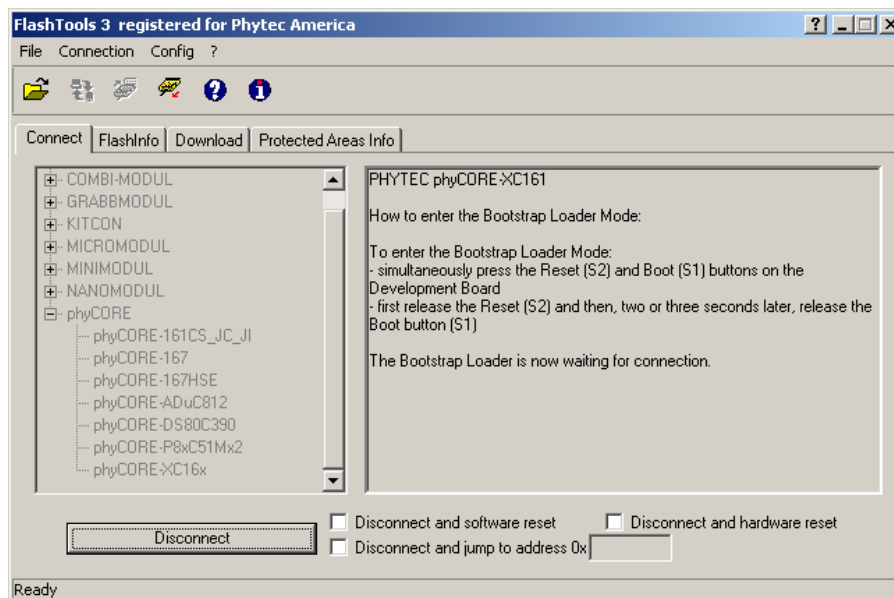 FlashTools 3 registered for Phytec America
File Connection Config ?
Connect FlashInfo Download Protected Areas Info
COMBI-MODUL
GRABBMODUL
KITCON
MICROMODUL
MINIMODUL
NANOMODUL
phyCORE
phyCORE-161CS_JC_JI
phyCORE-167
phyCORE-167HSE
phyCORE-ADuC812
phyCORE-DS80C390
phyCORE-P8xC51Mx2
phyCORE-XC16x
PHYTEC phyCORE-XC161
How to enter the Bootstrap Loader Mode:
To enter the Bootstrap Loader Mode:
- simultaneously press the Reset (S2) and Boot (S1) buttons on the
Development Board
- first release the Reset (S2) and then, two or three seconds later, release the
Boot button (S1)
The Bootstrap Loader is now waiting for connection.
Disconnect
Disconnect and software reset
Disconnect and hardware reset
Disconnect and jump to address 0x
Ready